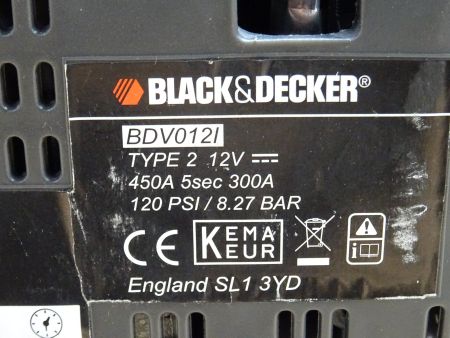 BLACK&DECKER®
BDV012I
TYPE 2 12V
450A 5sec 300A
120 PSI / 8.27 BAR
CE KEMA KEUR
England SL1 3YD